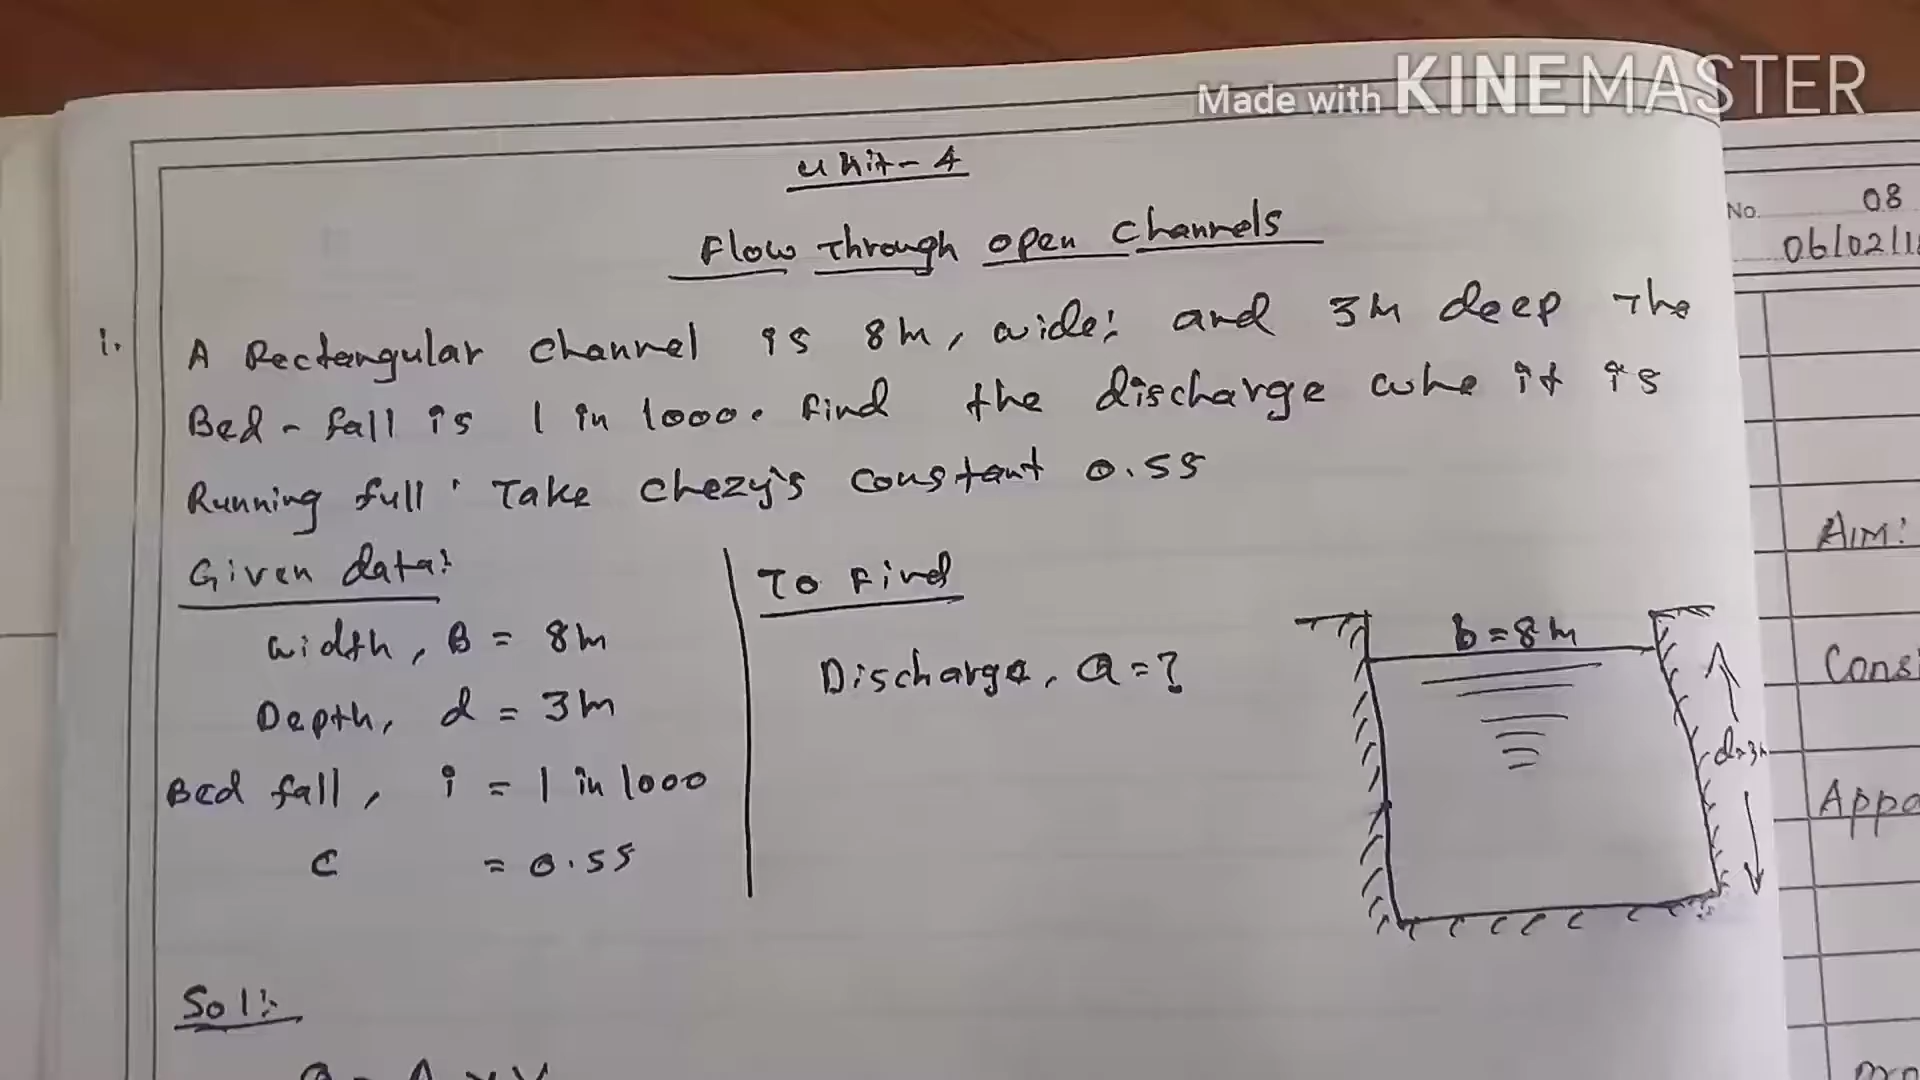 Made with KINEMASTER
Unit-4
Flow Through open channels
No. 08
06/02/18
1. A Rectangular channel is 8m, wide: and 3m deep The
Bed-fall is 1 in 1000. Find the discharge whe it is
Running full. Take chezy's constant 0.55
Given data:
Width, B = 8m
Depth, d = 3m
Bed fall, i = 1 in 1000
C = 0.55
To Find
Discharge, Q = ?
b = 8m
d=3m
Sol:
Q = A x V
AIM:
Consi
Appa